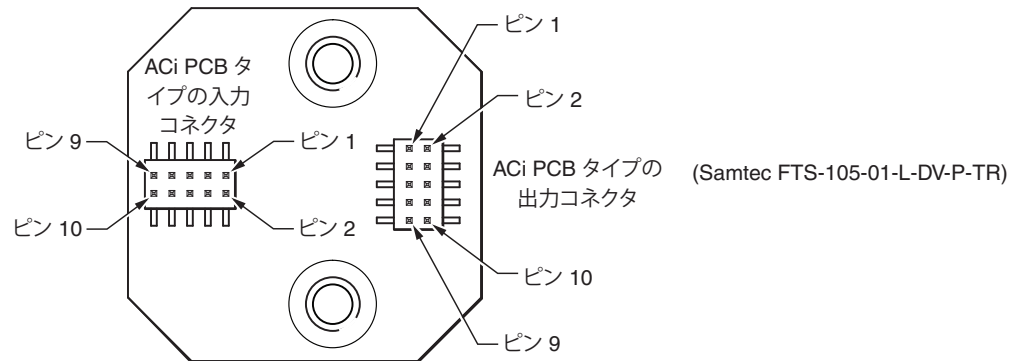 ピン 1
ACi PCB タ
イプの入力
コネクタ
ピン 2
ピン 9
ピン 1
ACi PCB タイプの
出力コネクタ
(Samtec FTS-105-01-L-DV-P-TR)
ピン 10
ピン 2
ピン 10
ピン 9